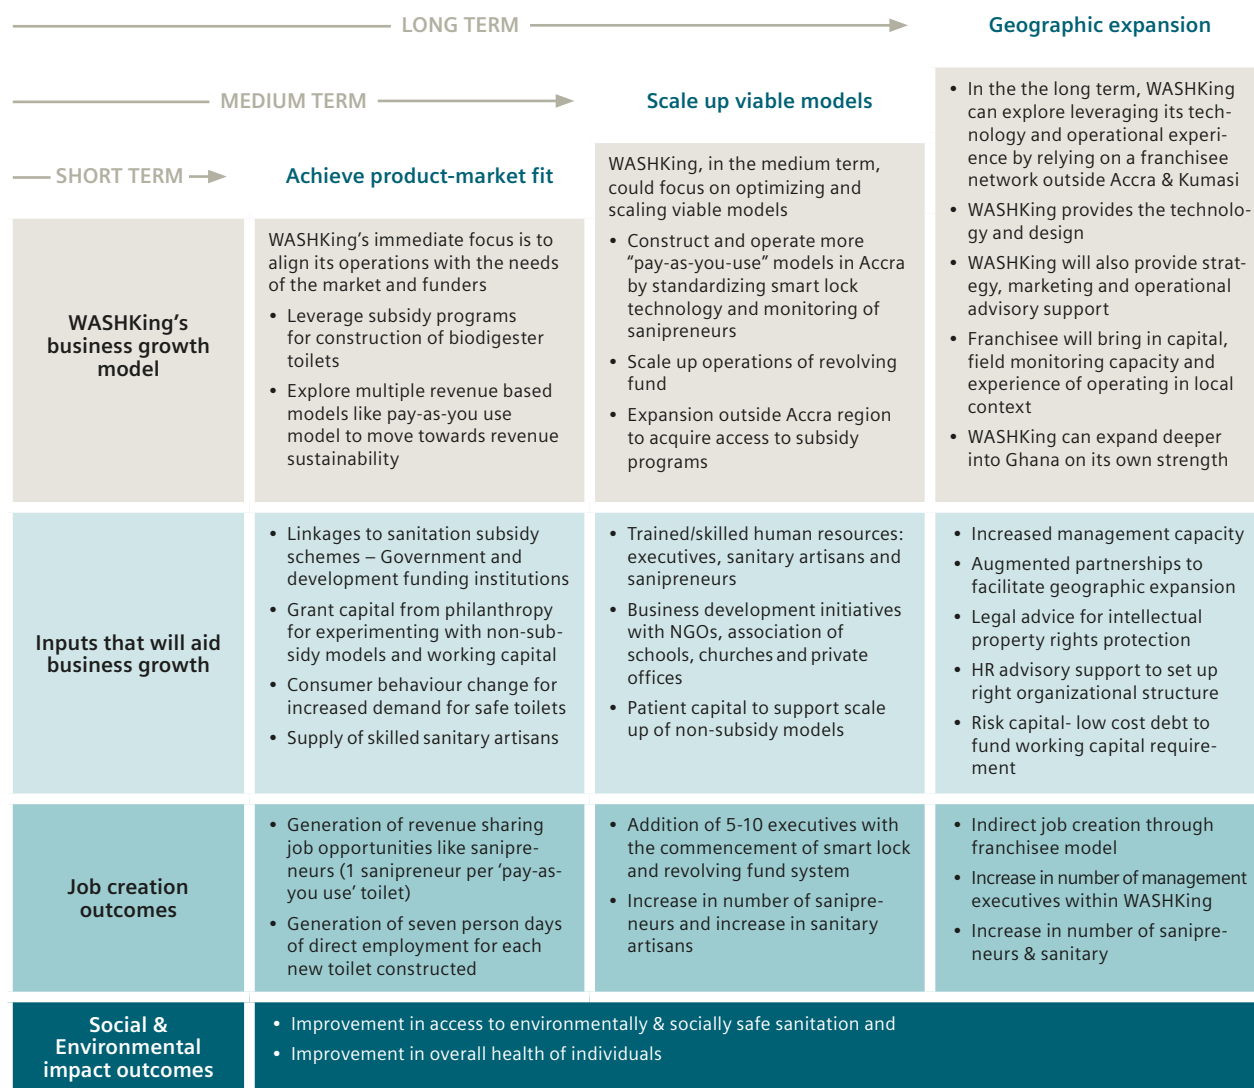 LONG TERM
Geographic expansion
MEDIUM TERM
Scale up viable models
SHORT TERM
Achieve product-market fit
WASHKing's
business growth
model
WASHKing's immediate focus is to
align its operations with the needs
of the market and funders
• Leverage subsidy programs
for construction of biodigester
toilets
• Explore multiple revenue based
models like pay-as-you use
model to move towards revenue
sustainability
WASHKing, in the medium term,
could focus on optimizing and
scaling viable models
• Construct and operate more
"pay-as-you-use" models in Accra
by standardizing smart lock
technology and monitoring of
sanipreneurs
• Scale up operations of revolving
fund
• Expansion outside Accra region
to acquire access to subsidy
programs
• In the the long term, WASHKing
can explore leveraging its tech-
nology and operational experi-
ence by relying on a franchisee
network outside Accra & Kumasi
• WASHKing provides the technolo-
gy and design
• WASHKing will also provide strat-
egy, marketing and operational
advisory support
• Franchisee will bring in capital,
field monitoring capacity and
experience of operating in local
context
• WASHKing can expand deeper
into Ghana on its own strength
Inputs that will aid
business growth
• Linkages to sanitation subsidy
schemes – Government and
development funding institutions
• Grant capital from philanthropy
for experimenting with non-sub-
sidy models and working capital
• Consumer behaviour change for
increased demand for safe toilets
• Supply of skilled sanitary artisans
• Trained/skilled human resources:
executives, sanitary artisans and
sanipreneurs
• Business development initiatives
with NGOs, association of
schools, churches and private
offices
• Patient capital to support scale
up of non-subsidy models
• Increased management capacity
• Augmented partnerships to
facilitate geographic expansion
• Legal advice for intellectual
property rights protection
• HR advisory support to set up
right organizational structure
• Risk capital- low cost debt to
fund working capital require-
ment
Job creation
outcomes
• Generation of revenue sharing
job opportunities like sanipre-
neurs (1 sanipreneur per 'pay-as-
you use' toilet)
• Generation of seven person days
of direct employment for each
new toilet constructed
• Addition of 5-10 executives with
the commencement of smart lock
and revolving fund system
• Increase in number of sanipre-
neurs and increase in sanitary
artisans
• Indirect job creation through
franchisee model
• Increase in number of management
executives within WASHKing
• Increase in number of sanipre-
neurs & sanitary
Social &
Environmental
impact outcomes
• Improvement in access to environmentally & socially safe sanitation and
• Improvement in overall health of individuals